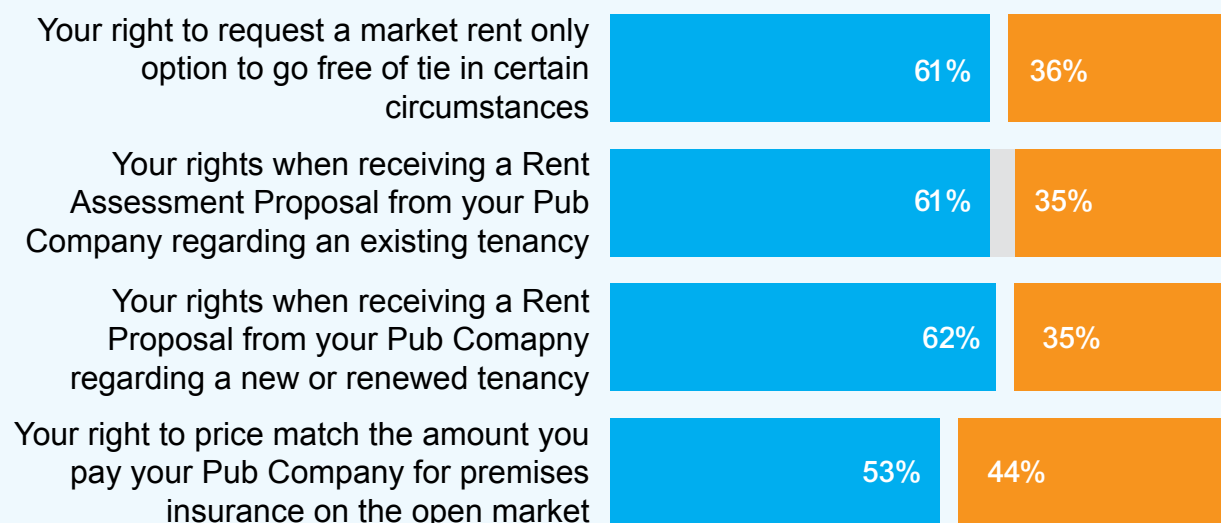 Your right to request a market rent only
option to go free of tie in certain
circumstances
61%
36%
Your rights when receiving a Rent
Assessment Proposal from your Pub
Company regarding an existing tenancy
61%
35%
Your rights when receiving a Rent
Proposal from your Pub Comapny
regarding a new or renewed tenancy
62%
35%
Your right to price match the amount you
pay your Pub Company for premises
insurance on the open market
53%
44%